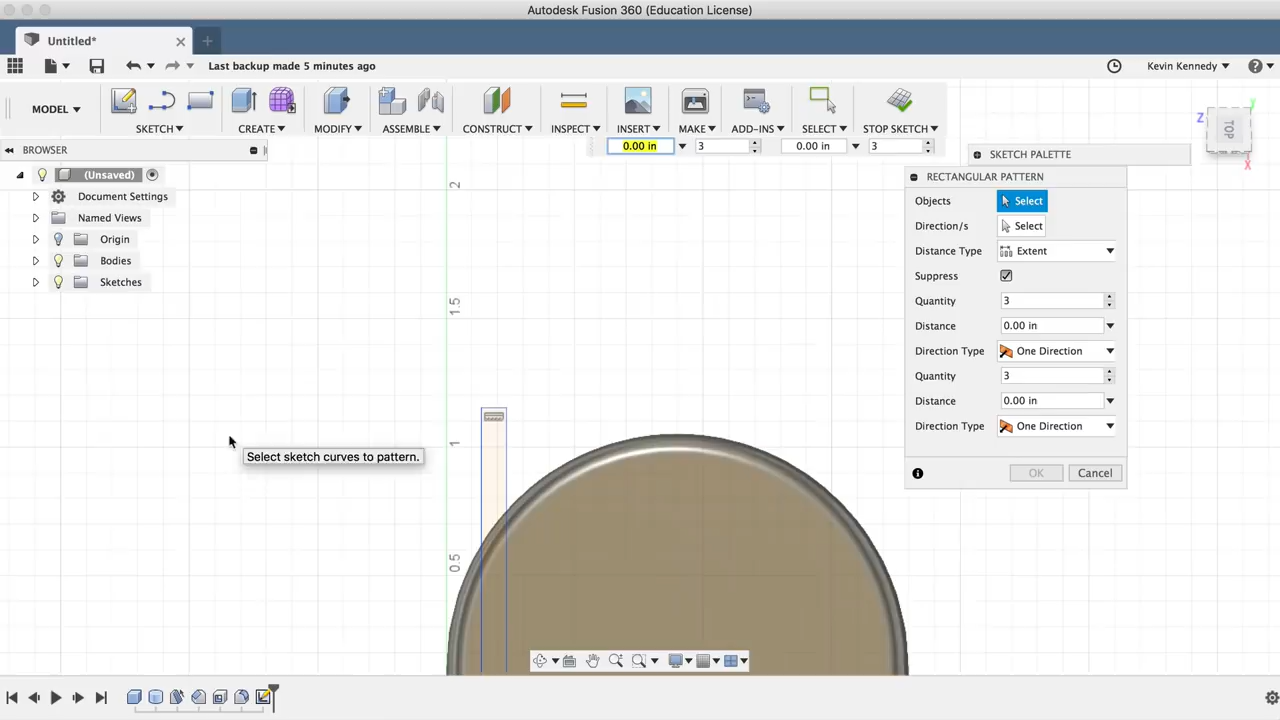 Autodesk Fusion 360 (Education License)
Untitled*
Last backup made 5 minutes ago
Kevin Kennedy
MODEL
SKETCH
CREATE
MODIFY
ASSEMBLE
CONSTRUCT
INSPECT
INSERT
MAKE
ADD-INS
SELECT
STOP SKETCH
BROWSER
0.00 in
3
0.00 in
3
SKETCH PALETTE
TOP
Z
Y
X
(Unsaved)
Document Settings
Named Views
Origin
Bodies
Sketches
RECTANGULAR PATTERN
Objects Select
Direction/s Select
Distance Type Extent
Suppress
Quantity 3
Distance 0.00 in
Direction Type One Direction
Quantity 3
Distance 0.00 in
Direction Type One Direction
OK Cancel
2
1.5
1
0.5
Select sketch curves to pattern.